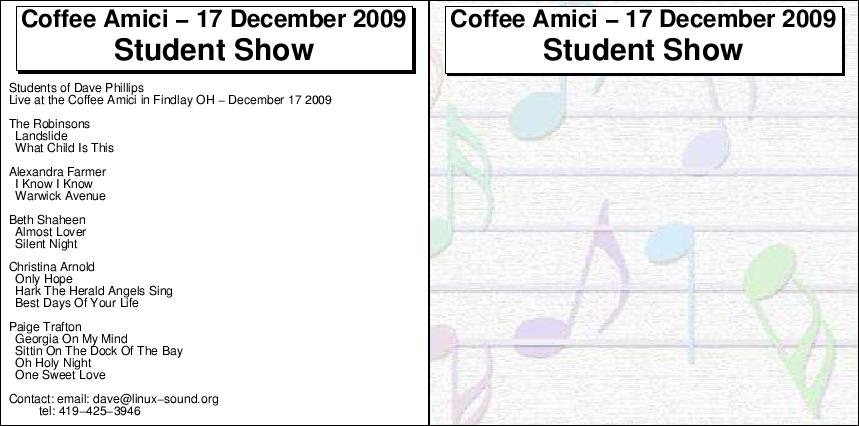 Coffee Amici – 17 December 2009
Student Show
Students of Dave Phillips
Live at the Coffee Amici in Findlay OH – December 17 2009
The Robinsons
Landslide
What Child Is This
Alexandra Farmer
I Know I Know
Warwick Avenue
Beth Shaheen
Almost Lover
Silent Night
Christina Arnold
Only Hope
Hark The Herald Angels Sing
Best Days Of Your Life
Paige Trafton
Georgia On My Mind
Sittin On The Dock Of The Bay
Oh Holy Night
One Sweet Love
Contact: email: dave@linux–sound.org
tel: 419–425–3946
Coffee Amici – 17 December 2009
Student Show